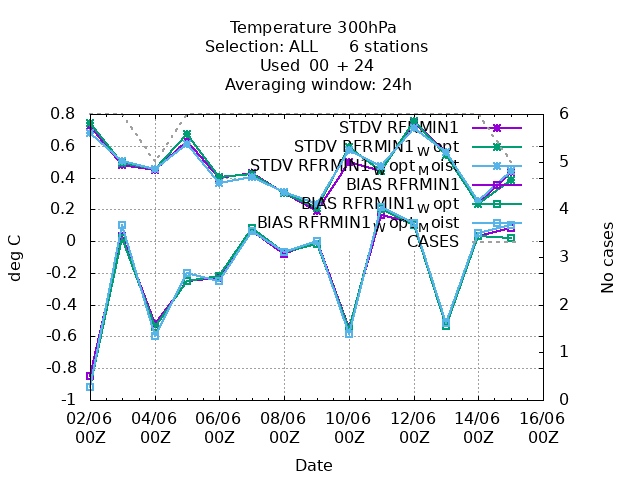 Temperature 300hPa
Selection: ALL 6 stations
Used 00 + 24
Averaging window: 24h
STDV RFRMIN1
STDV RFRMIN1_W opt
STDV RFRMIN1_W opt_M oist
BIAS RFRMIN1
BIAS RFRMIN1_W opt
BIAS RFRMIN1_W opt_M oist
CASES
deg C
0.8
0.6
0.4
0.2
0
-0.2
-0.4
-0.6
-0.8
-1
No cases
6
5
4
3
2
1
0
02/06 04/06 06/06 08/06 10/06 12/06 14/06 16/06
00Z 00Z 00Z 00Z 00Z 00Z 00Z 00Z
Date